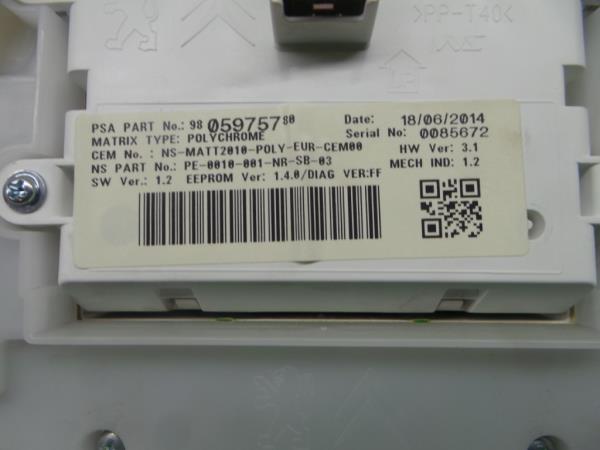 >PP-T40<
PSA PART No.: 98 059757 80 Date: 18/06/2014
MATRIX TYPE: POLYCHROME Serial No: 0085672
CEM No. : NS-MATT2010-POLY-EUR-CEM00 HW Ver: 3.1
NS PART No.: PE-0010-001-NR-SB-03 MECH IND: 1.2
SW Ver.: 1.2 EEPROM Ver: 1.4.0/DIAG VER:FF